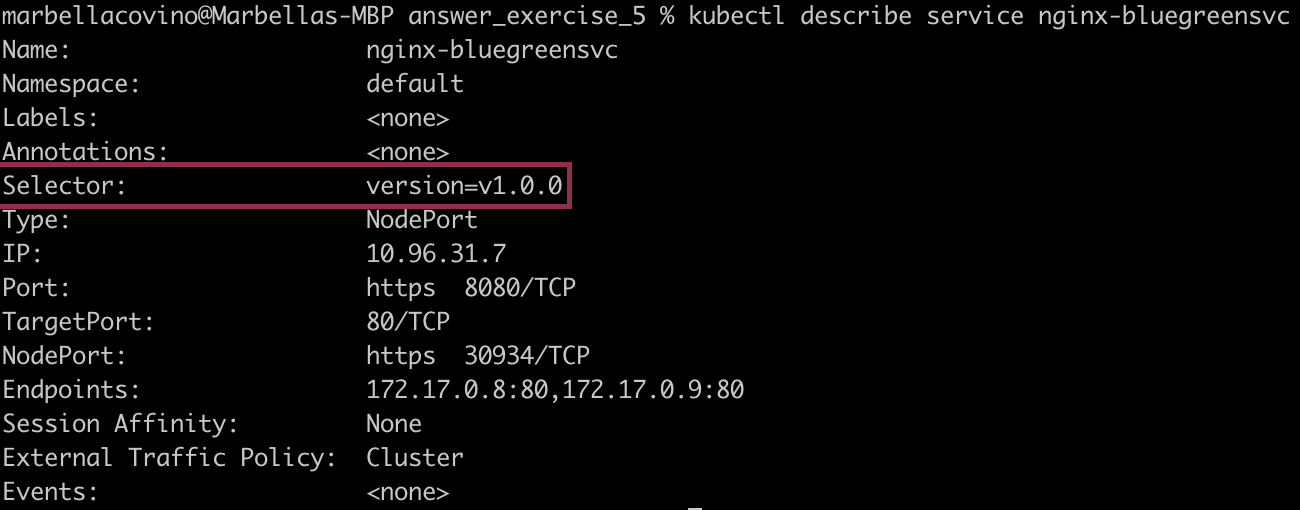 marbellacovino@Marbellas-MBP answer_exercise_5 % kubectl describe service nginx-bluegreensvc
Name: nginx-bluegreensvc
Namespace: default
Labels: <none>
Annotations: <none>
Selector: version=v1.0.0
Type: NodePort
IP: 10.96.31.7
Port: https 8080/TCP
TargetPort: 80/TCP
NodePort: https 30934/TCP
Endpoints: 172.17.0.8:80,172.17.0.9:80
Session Affinity: None
External Traffic Policy: Cluster
Events: <none>